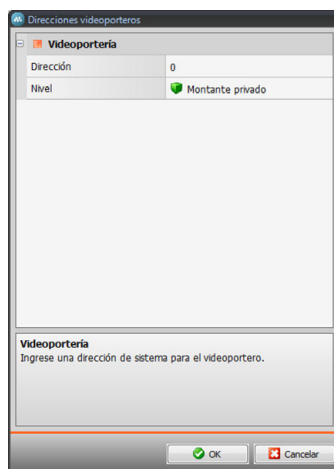 Direcciones videoporteros
Videoportería
Dirección 0
Nivel Montante privado
Videoportería
Ingrese una dirección de sistema para el videoportero.
OK Cancelar